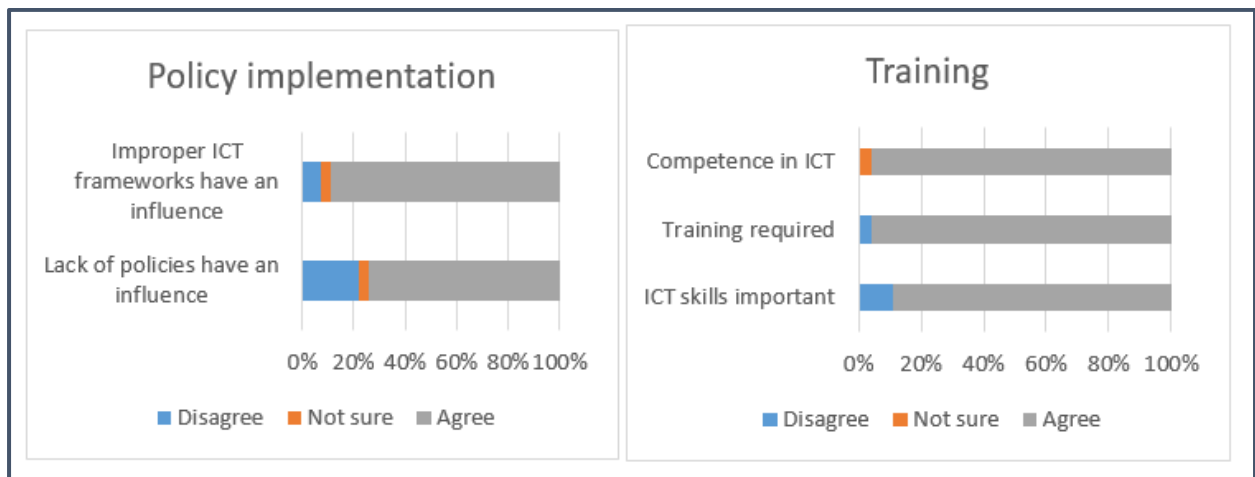 Policy implementation
Improper ICT
frameworks have an
influence
Lack of policies have an
influence
0% 20% 40% 60% 80% 100%
Disagree Not sure Agree
Training
Competence in ICT
Training required
ICT skills important
0% 20% 40% 60% 80% 100%
Disagree Not sure Agree